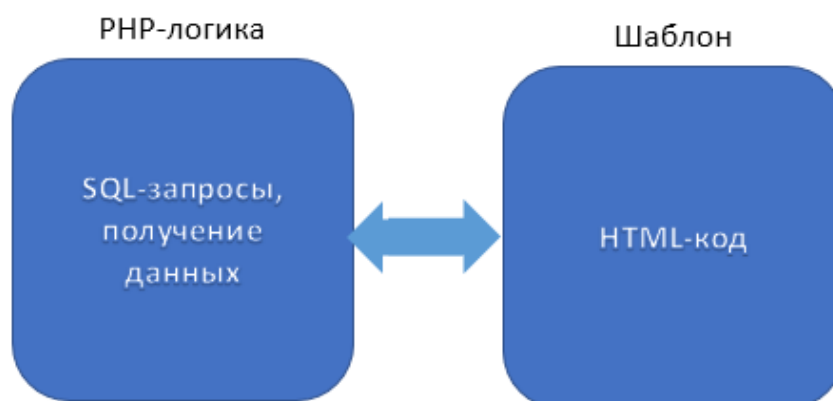 PHP-логика
Шаблон
SQL-запросы,
получение
данных
HTML-код